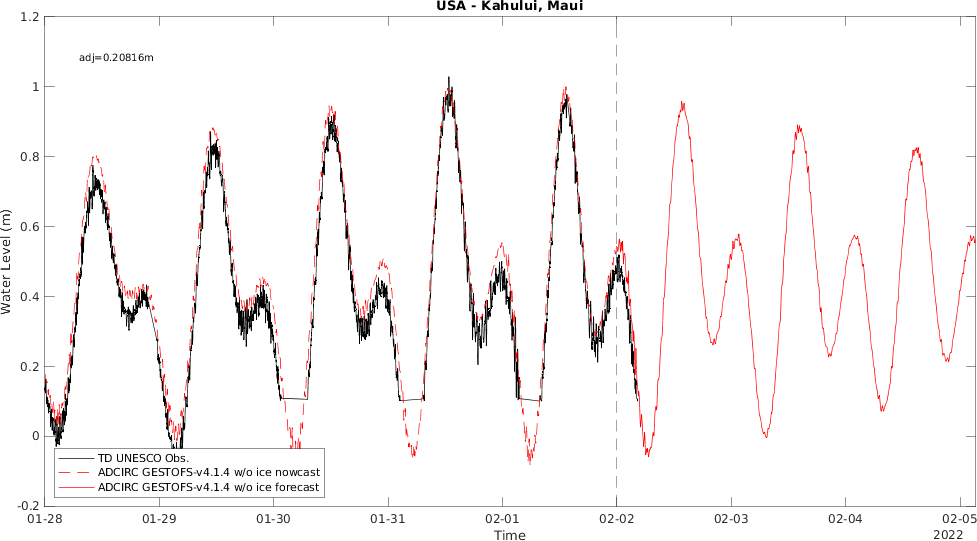 USA - Kahului, Maui
1.2
adj=0.20816m
1
0.8
0.6
0.4
0.2
0
-0.2
Water Level (m)
TD UNESCO Obs.
ADCIRC GESTOFS-v4.1.4 w/o ice nowcast
ADCIRC GESTOFS-v4.1.4 w/o ice forecast
01-28 01-29 01-30 01-31 02-01 02-02 02-03 02-04 02-05
Time
2022